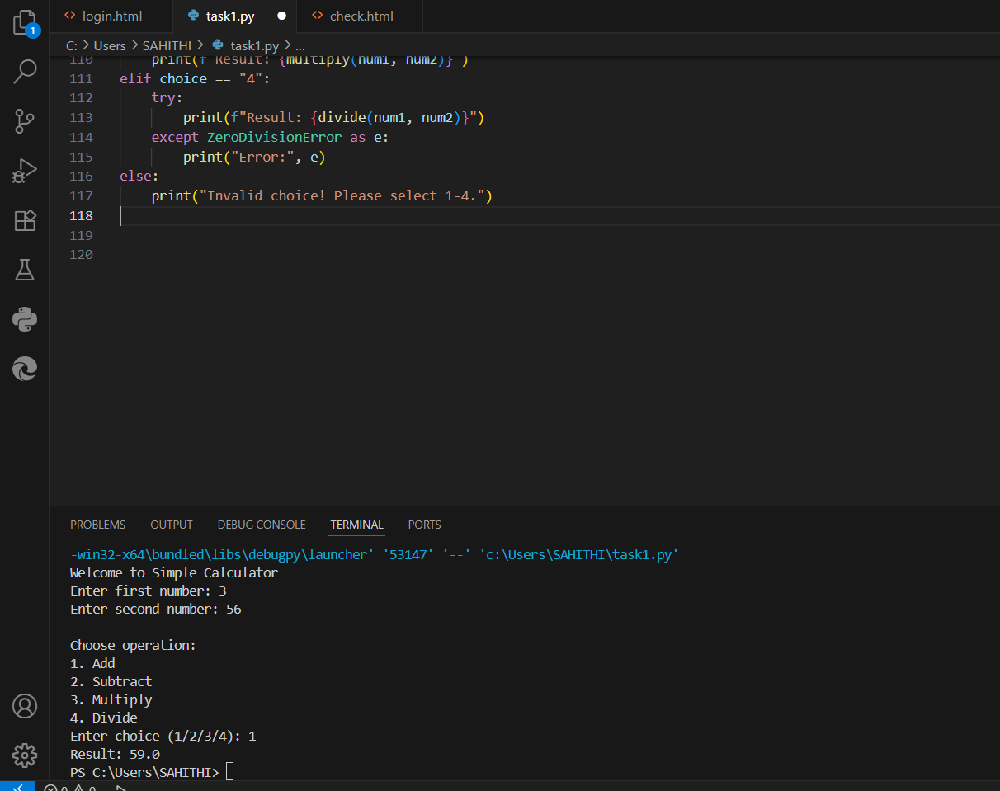 login.html
task1.py
check.html
1
C: > Users > SAHITHI > task1.py > ...
110 print(f"Result: {multiply(num1, num2)}")
111 elif choice == "4":
112 try:
113 print(f"Result: {divide(num1, num2)}")
114 except ZeroDivisionError as e:
115 print("Error:", e)
116 else:
117 print("Invalid choice! Please select 1-4.")
118
119
120
PROBLEMS OUTPUT DEBUG CONSOLE TERMINAL PORTS
-win32-x64\bundled\libs\debugpy\launcher' '53147' '--' 'c:\Users\SAHITHI\task1.py'
Welcome to Simple Calculator
Enter first number: 3
Enter second number: 56
Choose operation:
1. Add
2. Subtract
3. Multiply
4. Divide
Enter choice (1/2/3/4): 1
Result: 59.0
PS C:\Users\SAHITHI>
0 0